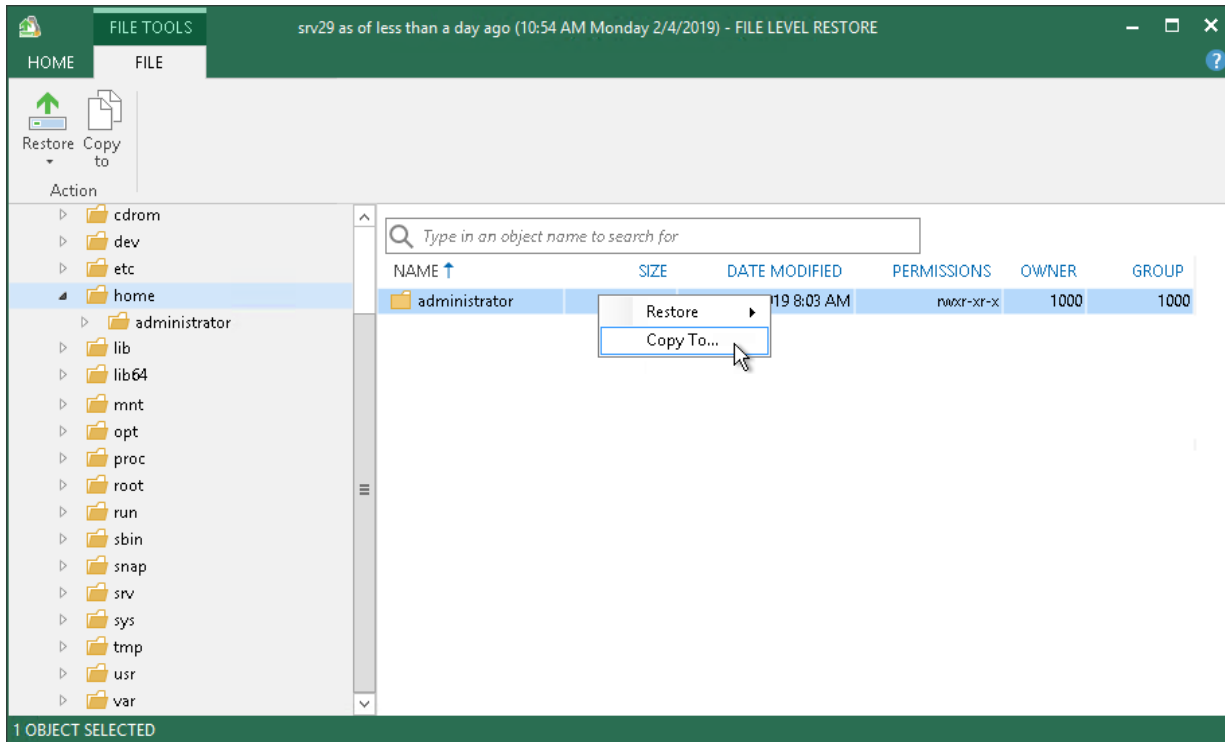 FILE TOOLS
srv29 as of less than a day ago (10:54 AM Monday 2/4/2019) - FILE LEVEL RESTORE
HOME FILE
?
Restore Copy to
Action
cdrom
dev
etc
home
administrator
lib
lib64
mnt
opt
proc
root
run
sbin
snap
srv
sys
tmp
usr
var
Type in an object name to search for
NAME SIZE DATE MODIFIED PERMISSIONS OWNER GROUP
administrator 8:03 AM rwxr-xr-x 1000 1000
Restore
Copy To...
1 OBJECT SELECTED